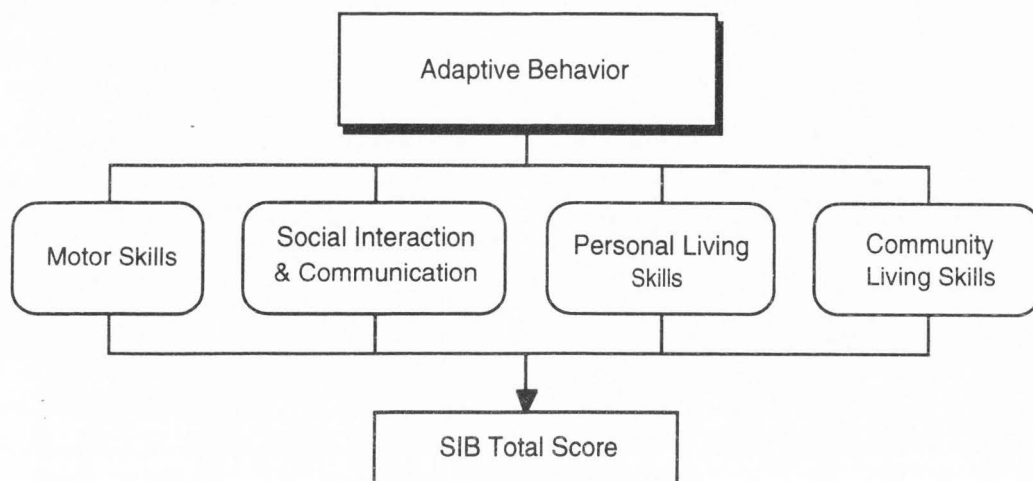 Adaptive Behavior
Motor Skills
Social Interaction
& Communication
Personal Living
Skills
Community
Living Skills
SIB Total Score